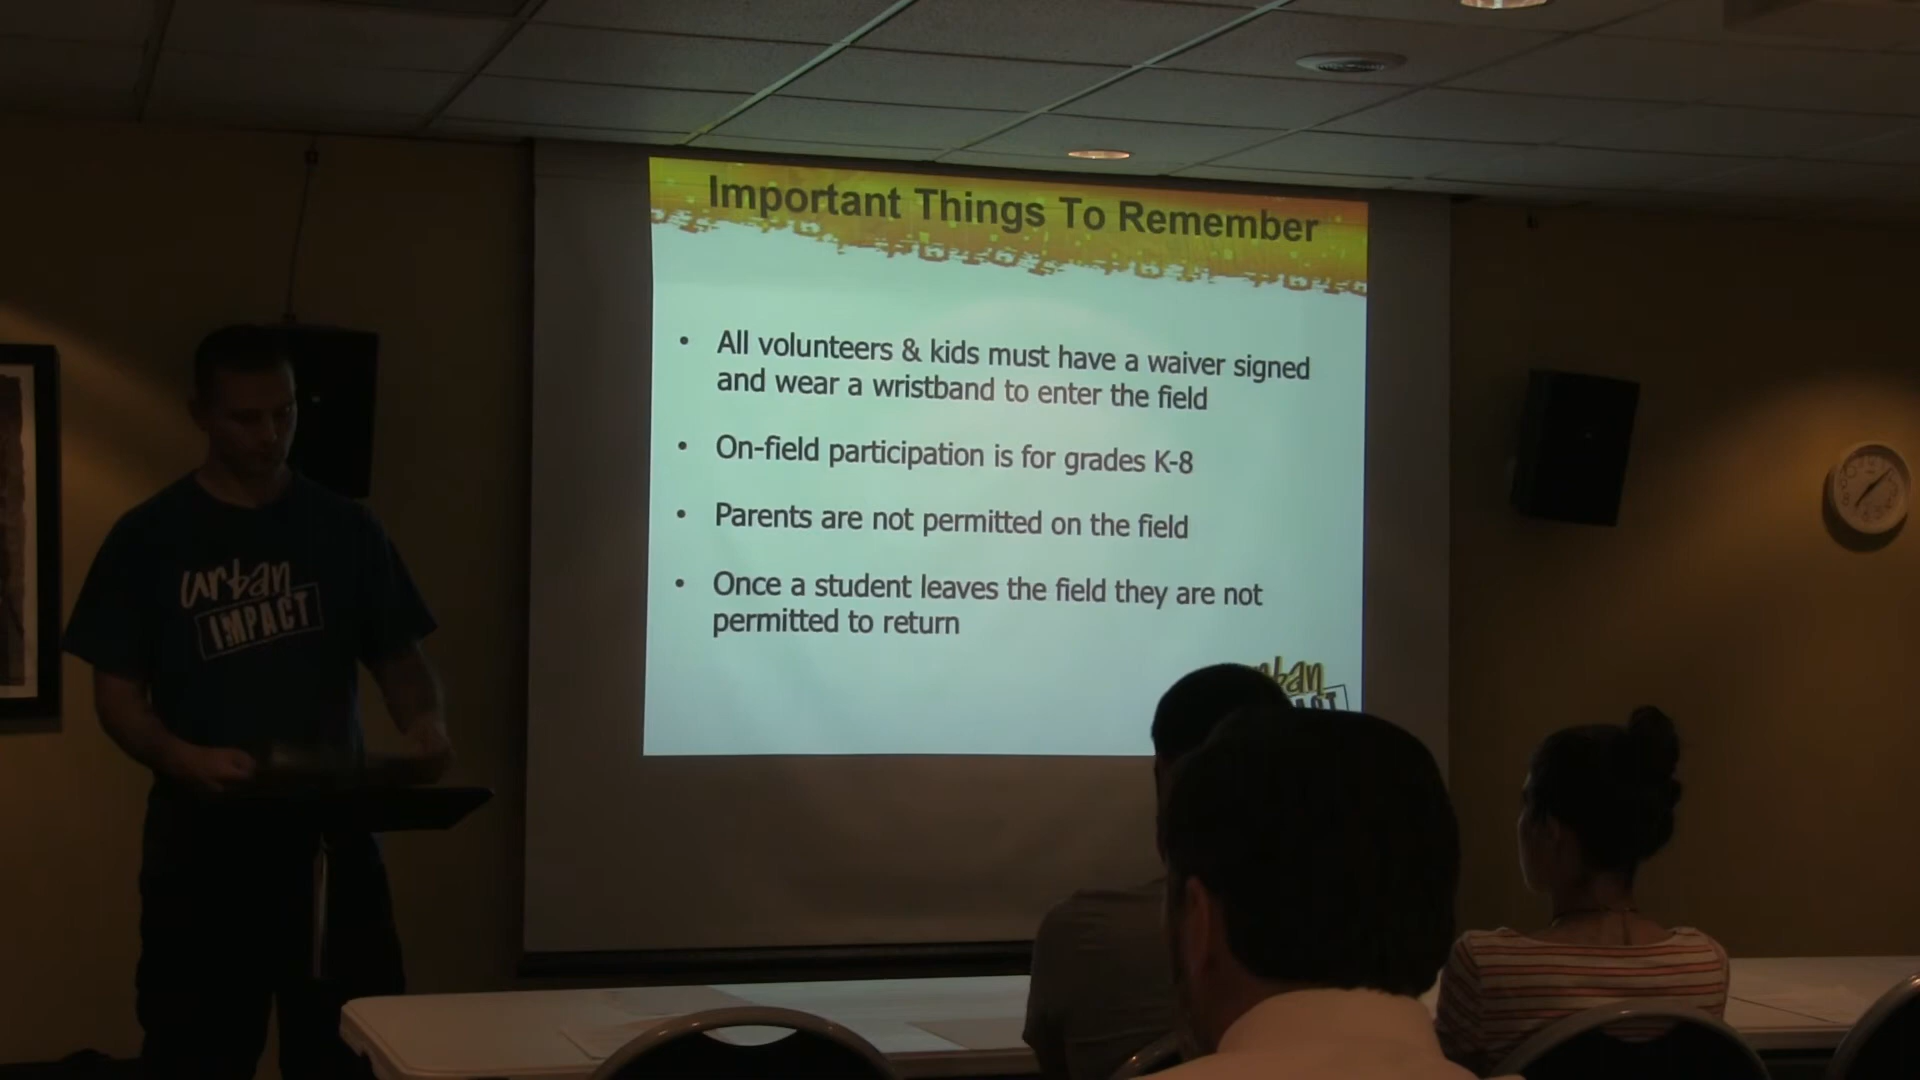 Important Things To Remember
• All volunteers & kids must have a waiver signed
and wear a wristband to enter the field
• On-field participation is for grades K-8
• Parents are not permitted on the field
• Once a student leaves the field they are not
permitted to return
urban
IMPACT